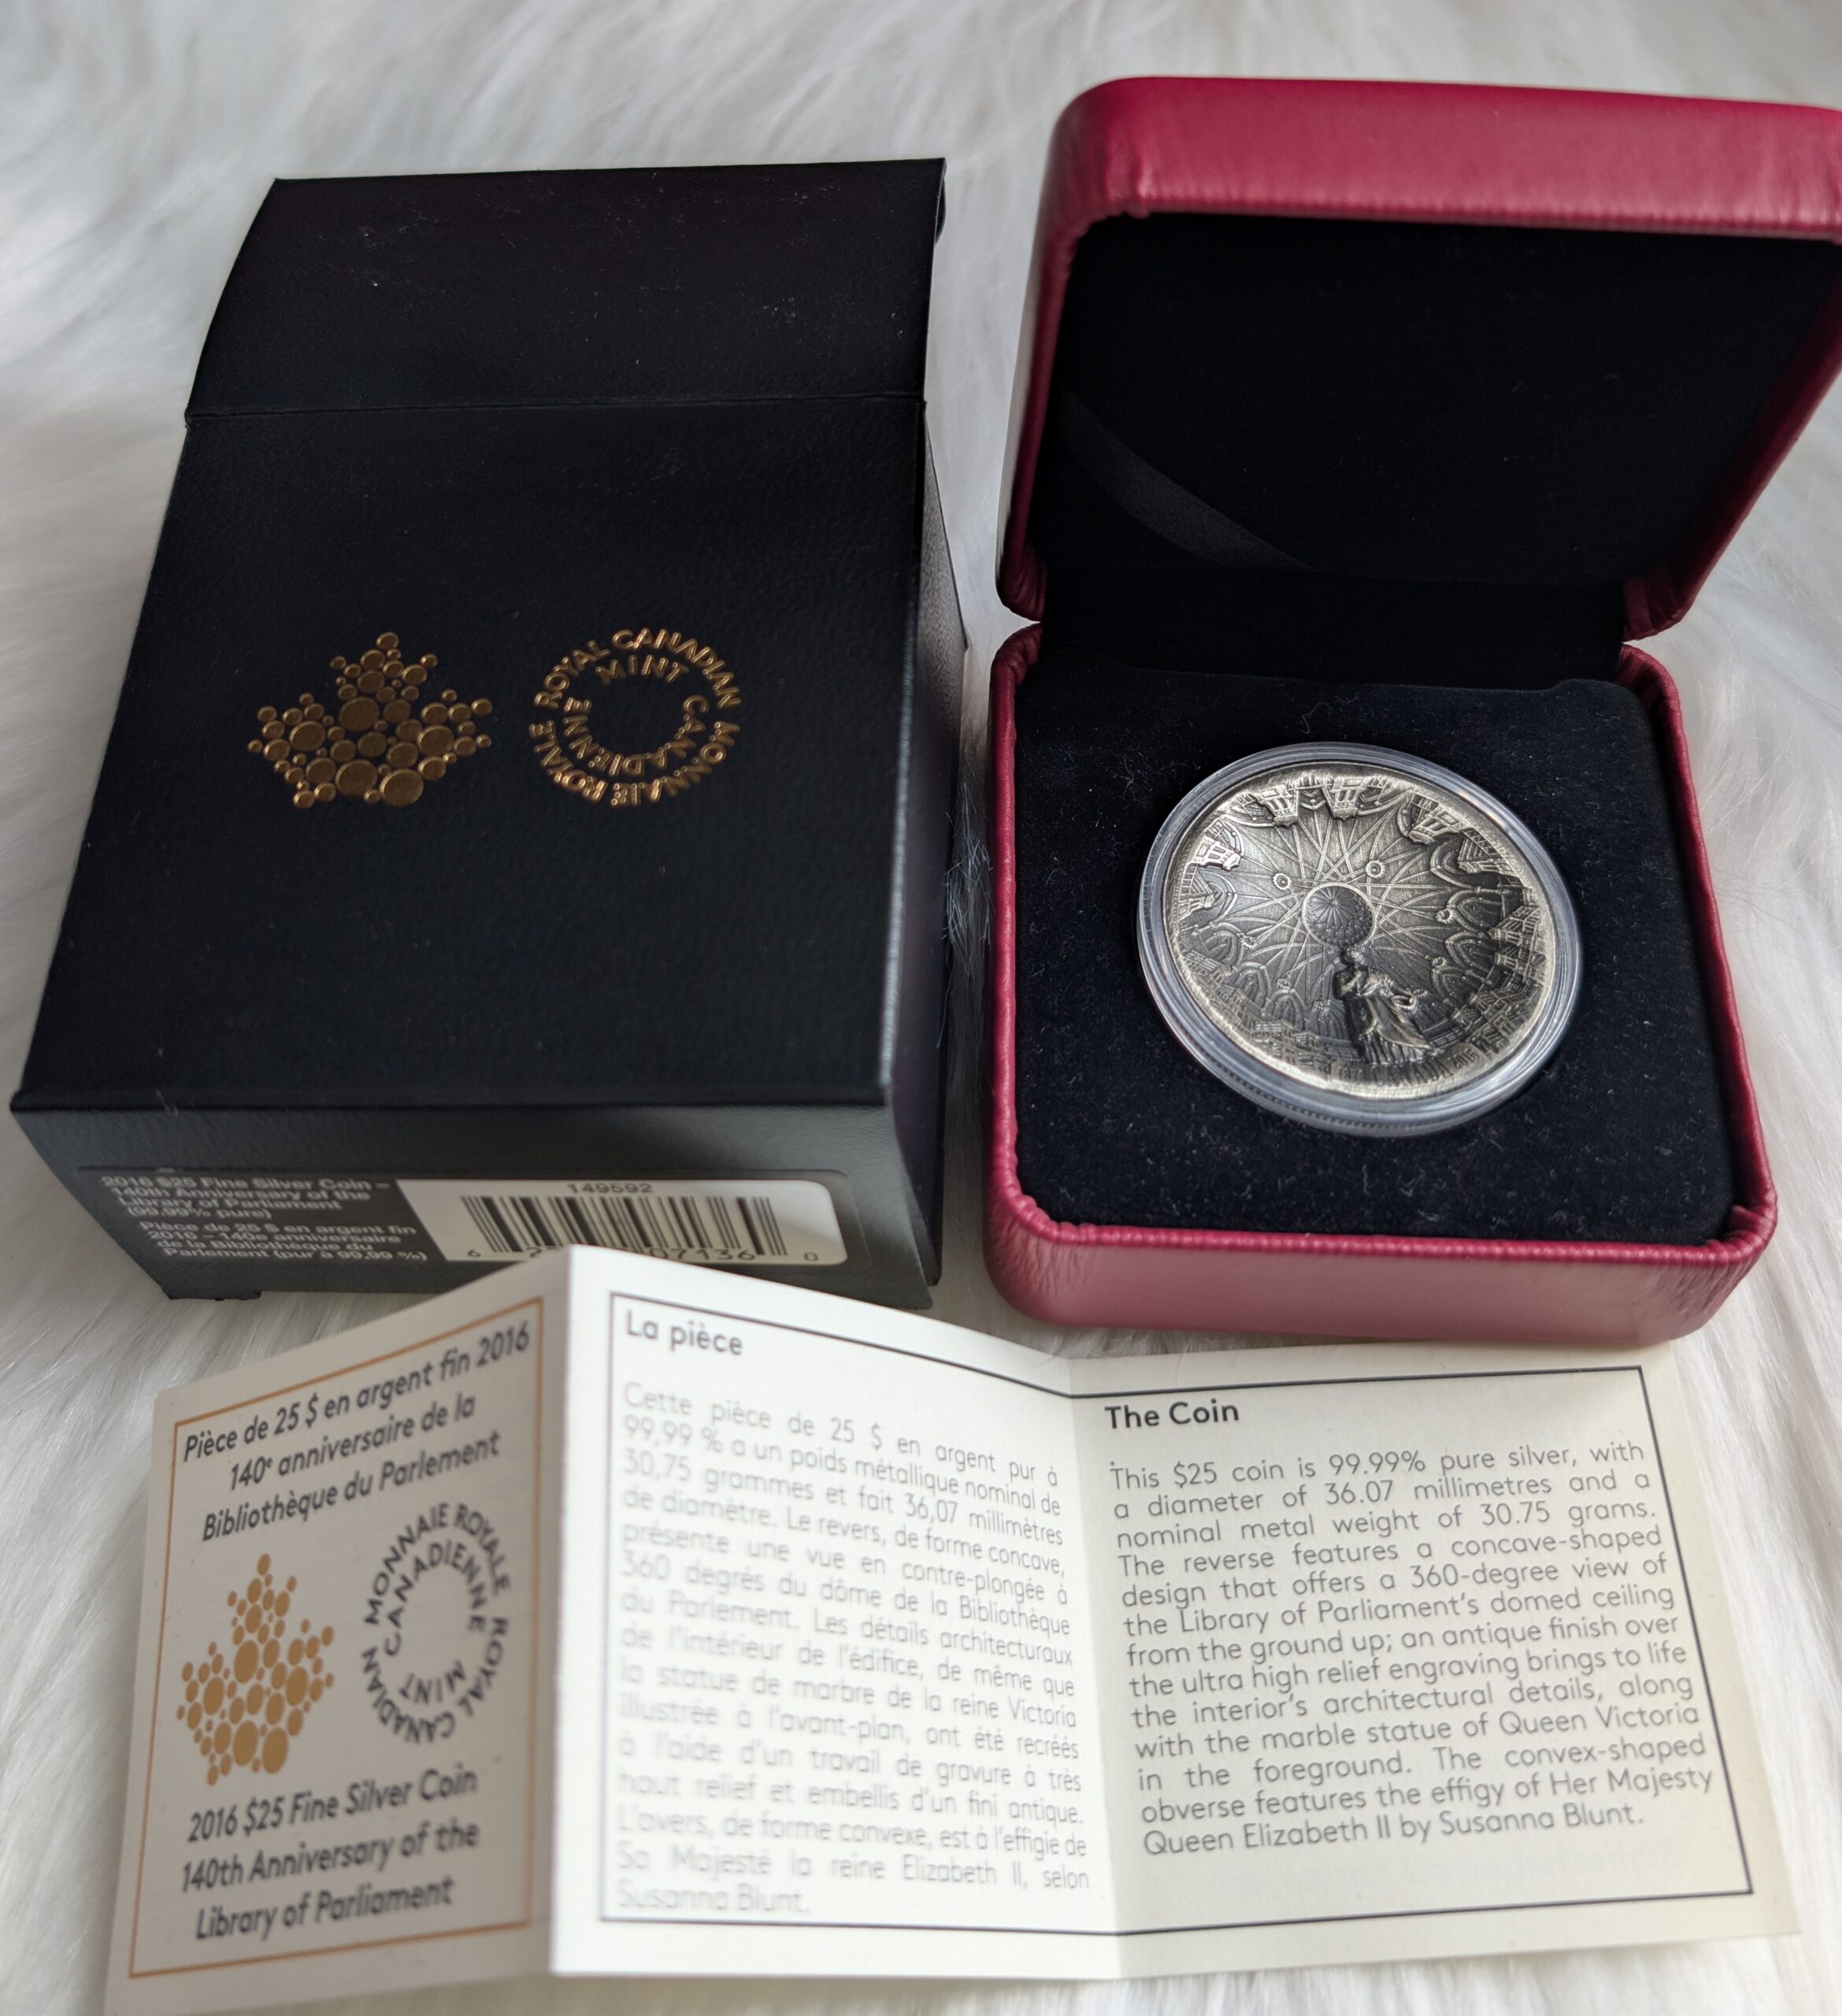 ROYAL CANADIAN MINT
MONNAIE ROYALE CANADIENNE
2016 $25 Fine Silver Coin –
140th Anniversary of the
Library of Parliament
(99.99% pure)
Pièce de 25 $ en argent fin
2016 – 140e anniversaire
de la Bibliothèque du
Parlement (pur à 99,99 %)
149592
6
07136
0
CANADA 2016
Pièce de 25 $ en argent fin 2016
140e anniversaire de la
Bibliothèque du Parlement
MONNAIE ROYALE CANADIENNE
ROYAL CANADIAN MINT
2016 $25 Fine Silver Coin
140th Anniversary of the
Library of Parliament
La pièce
Cette pièce de 25 $ en argent pur à
99,99 % a un poids métallique nominal de
30,75 grammes et fait 36,07 millimètres
de diamètre. Le revers, de forme concave,
présente une vue en contre-plongée à
360 degrés du dôme de la Bibliothèque
du Parlement. Les détails architecturaux
de l'intérieur de l'édifice, de même que
la statue de marbre de la reine Victoria
illustrée à l'avant-plan, ont été recréés
à l'aide d'un travail de gravure à très
haut relief et embellis d'un fini antique.
L'avers, de forme convexe, est à l'effigie de
Sa Majesté la reine Elizabeth II, selon
Susanna Blunt.
The Coin
This $25 coin is 99.99% pure silver, with
a diameter of 36.07 millimetres and a
nominal metal weight of 30.75 grams.
The reverse features a concave-shaped
design that offers a 360-degree view of
the Library of Parliament's domed ceiling
from the ground up; an antique finish over
the ultra high relief engraving brings to life
the interior's architectural details, along
with the marble statue of Queen Victoria
in the foreground. The convex-shaped
obverse features the effigy of Her Majesty
Queen Elizabeth II by Susanna Blunt.